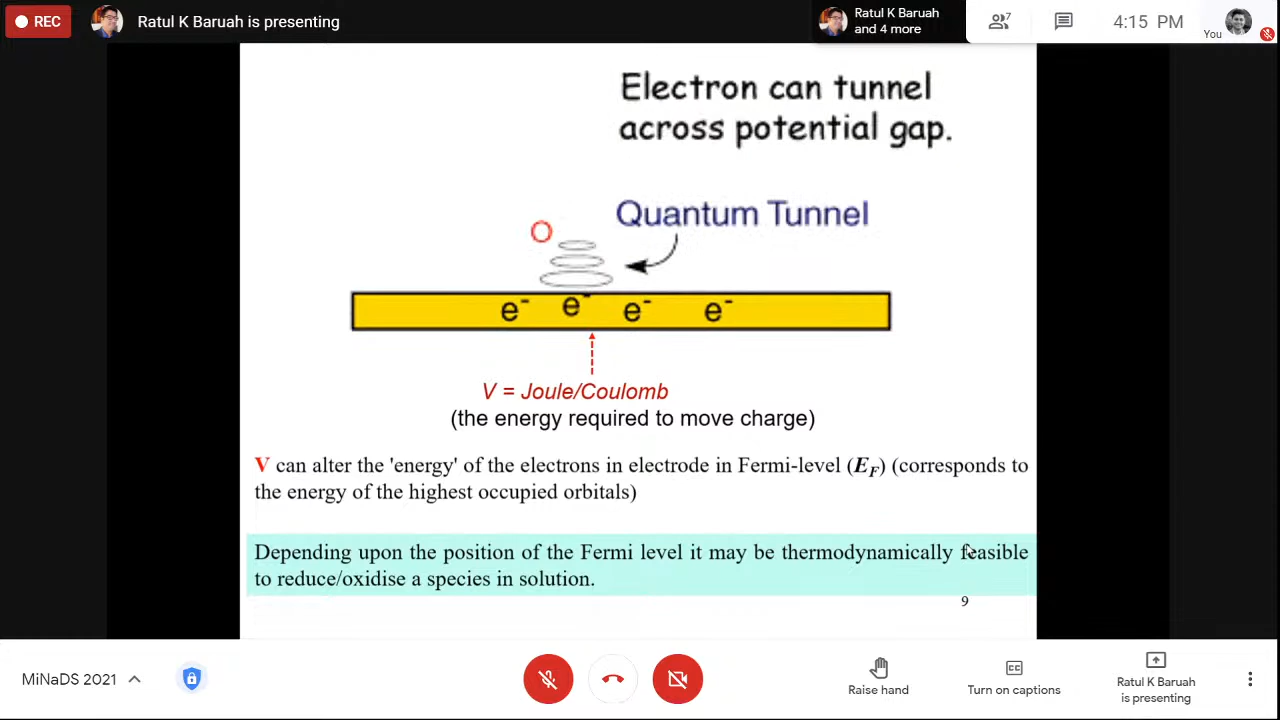 REC
Ratul K Baruah is presenting
Ratul K Baruah
and 4 more
7
4:15 PM
You
Electron can tunnel
across potential gap.
O
Quantum Tunnel
e⁻ e⁻ e⁻ e⁻
V = Joule/Coulomb
(the energy required to move charge)
V can alter the 'energy' of the electrons in electrode in Fermi-level (E_F) (corresponds to
the energy of the highest occupied orbitals)
Depending upon the position of the Fermi level it may be thermodynamically feasible
to reduce/oxidise a species in solution.
9
MiNaDS 2021
Raise hand
CC
Turn on captions
Ratul K Baruah
is presenting